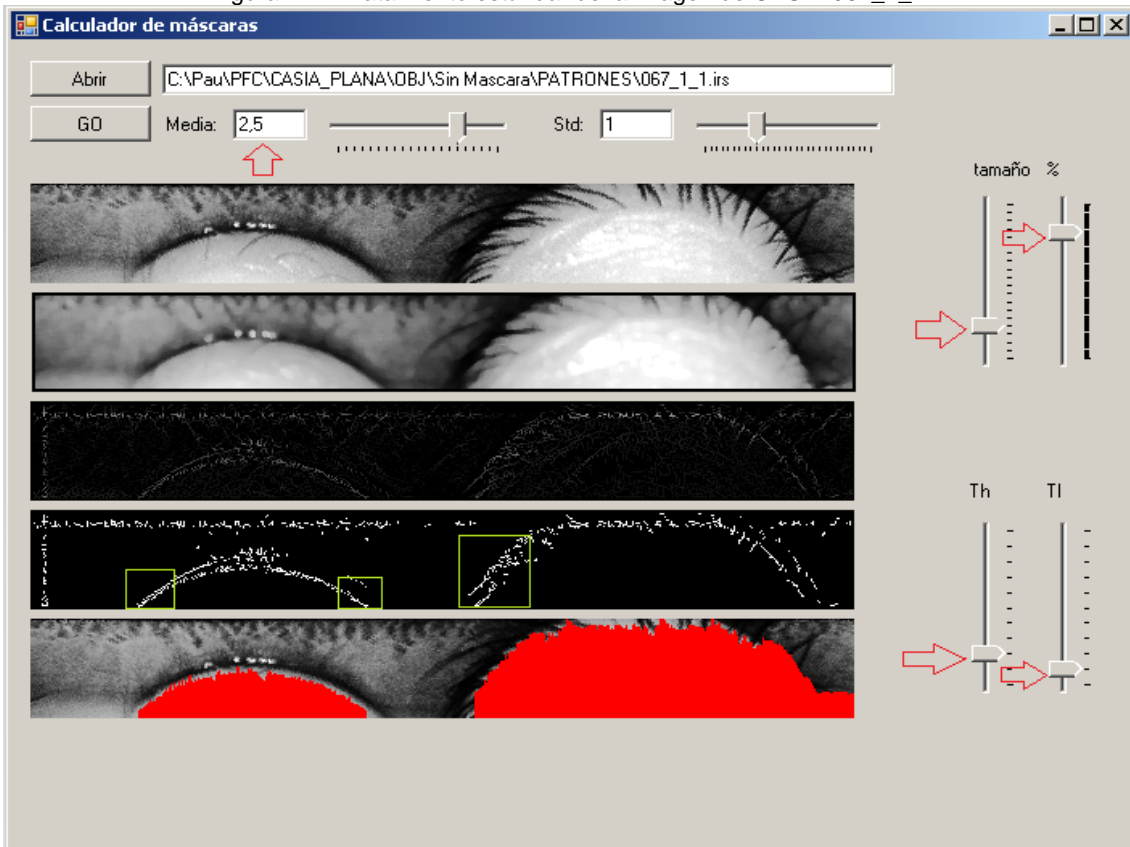 Calculador de máscaras
Abrir C:\Pau\PFC\CASIA_PLANA\OBJ\Sin Mascara\PATRONES\067_1_1.irs
GO Media: 2,5 Std: 1
tamaño %
Th Tl